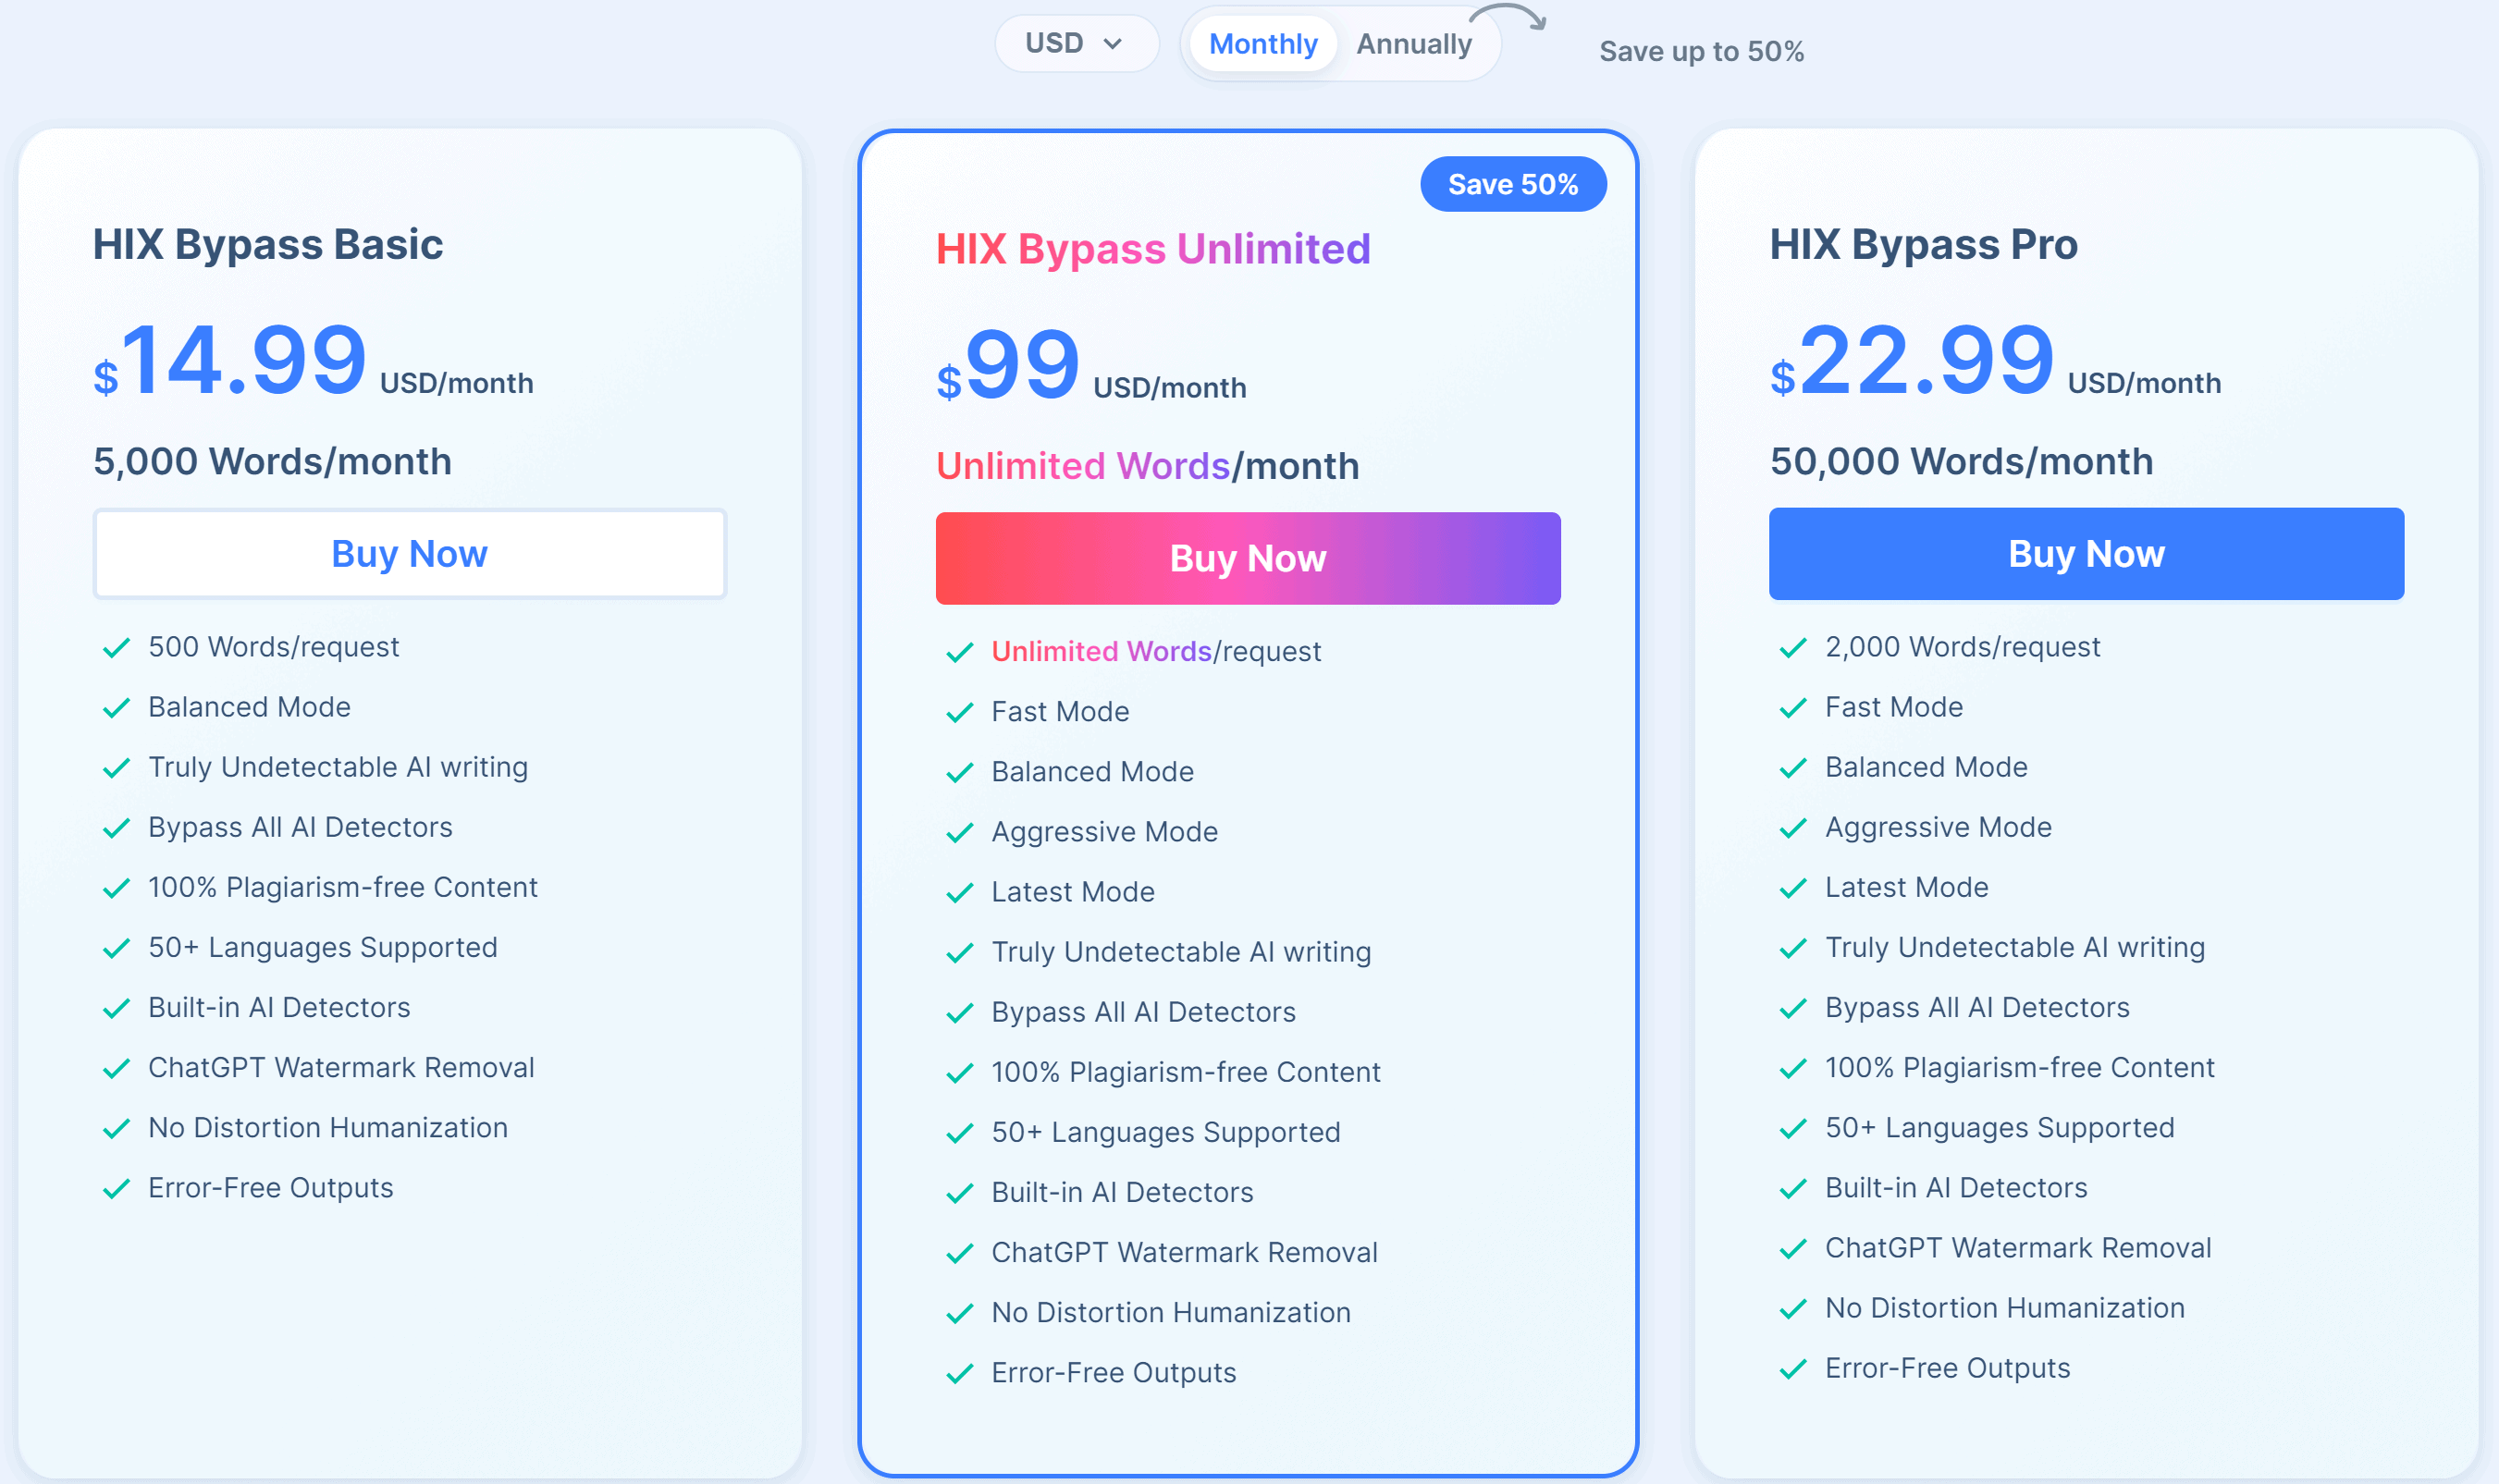 USD
Monthly
Annually
Save up to 50%
HIX Bypass Basic
$14.99 USD/month
5,000 Words/month
Buy Now
500 Words/request
Balanced Mode
Truly Undetectable AI writing
Bypass All AI Detectors
100% Plagiarism-free Content
50+ Languages Supported
Built-in AI Detectors
ChatGPT Watermark Removal
No Distortion Humanization
Error-Free Outputs
Save 50%
HIX Bypass Unlimited
$99 USD/month
Unlimited Words/month
Buy Now
Unlimited Words/request
Fast Mode
Balanced Mode
Aggressive Mode
Latest Mode
Truly Undetectable AI writing
Bypass All AI Detectors
100% Plagiarism-free Content
50+ Languages Supported
Built-in AI Detectors
ChatGPT Watermark Removal
No Distortion Humanization
Error-Free Outputs
HIX Bypass Pro
$22.99 USD/month
50,000 Words/month
Buy Now
2,000 Words/request
Fast Mode
Balanced Mode
Aggressive Mode
Latest Mode
Truly Undetectable AI writing
Bypass All AI Detectors
100% Plagiarism-free Content
50+ Languages Supported
Built-in AI Detectors
ChatGPT Watermark Removal
No Distortion Humanization
Error-Free Outputs